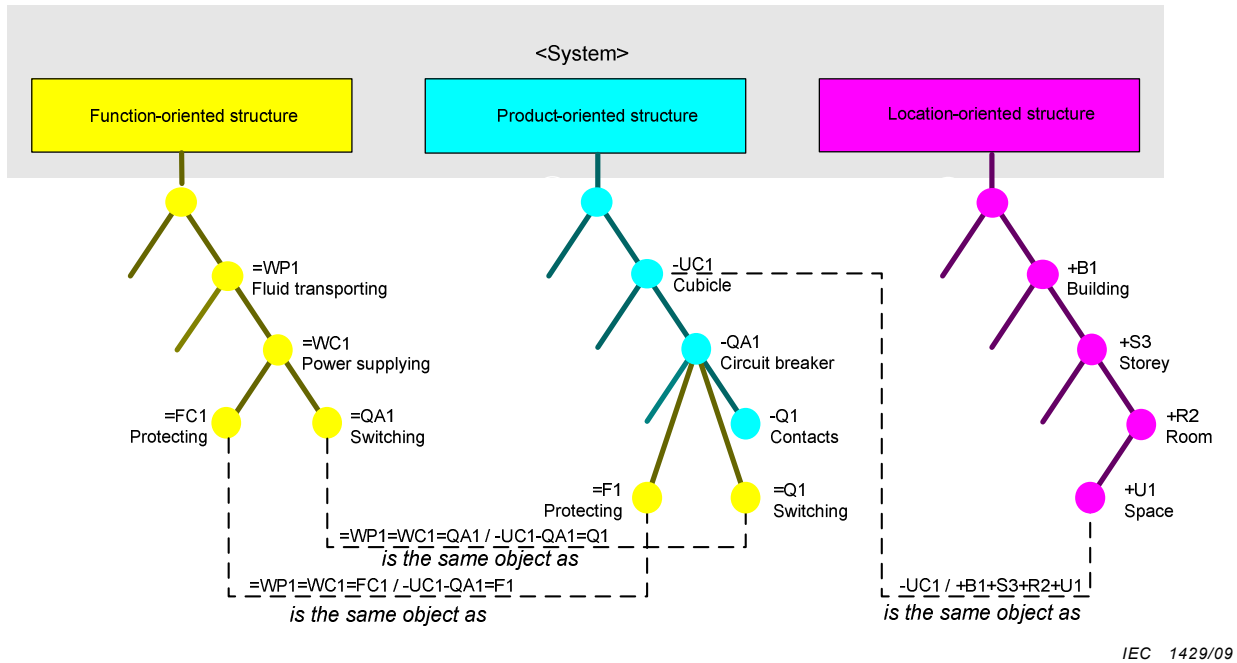 <System>
Function-oriented structure
Product-oriented structure
Location-oriented structure
=WP1
Fluid transporting
-UC1
Cubicle
+B1
Building
=WC1
Power supplying
-QA1
Circuit breaker
+S3
Storey
=FC1
Protecting
=QA1
Switching
-Q1
Contacts
+R2
Room
=F1
Protecting
=Q1
Switching
+U1
Space
=WP1=WC1=QA1 / -UC1-QA1=Q1
is the same object as
=WP1=WC1=FC1 / -UC1-QA1=F1
is the same object as
-UC1 / +B1+S3+R2+U1
is the same object as
IEC 1429/09